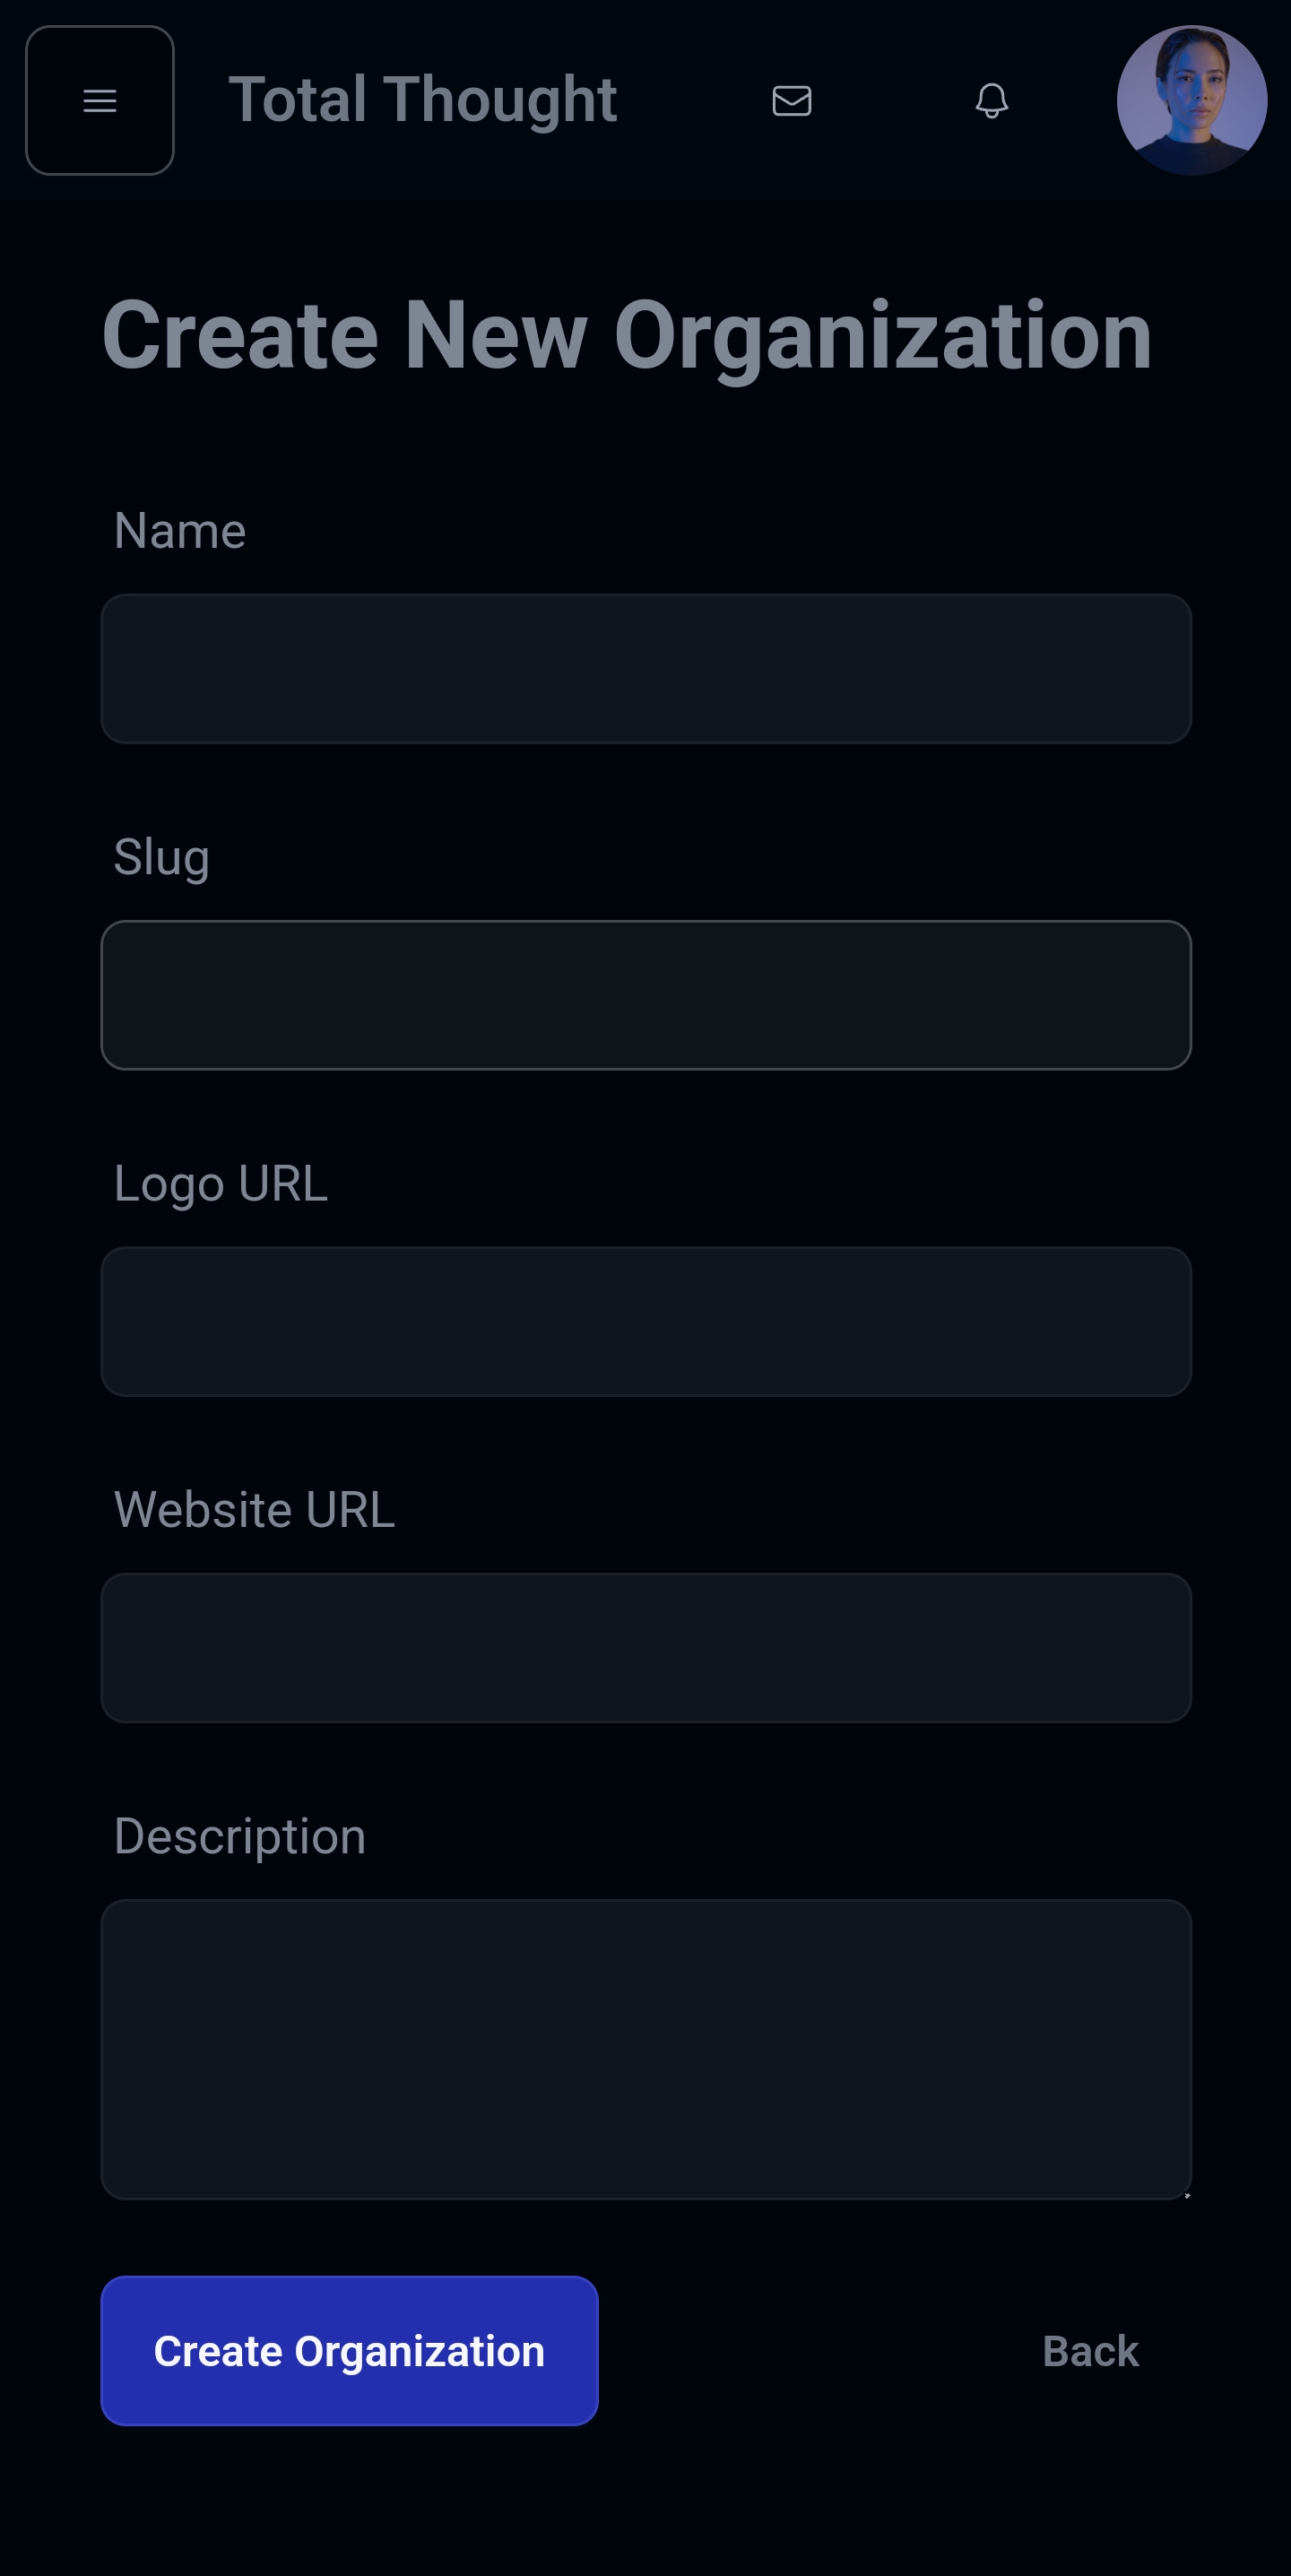 Total Thought
Create New Organization
Name
Slug
Logo URL
Website URL
Description
Create Organization
Back